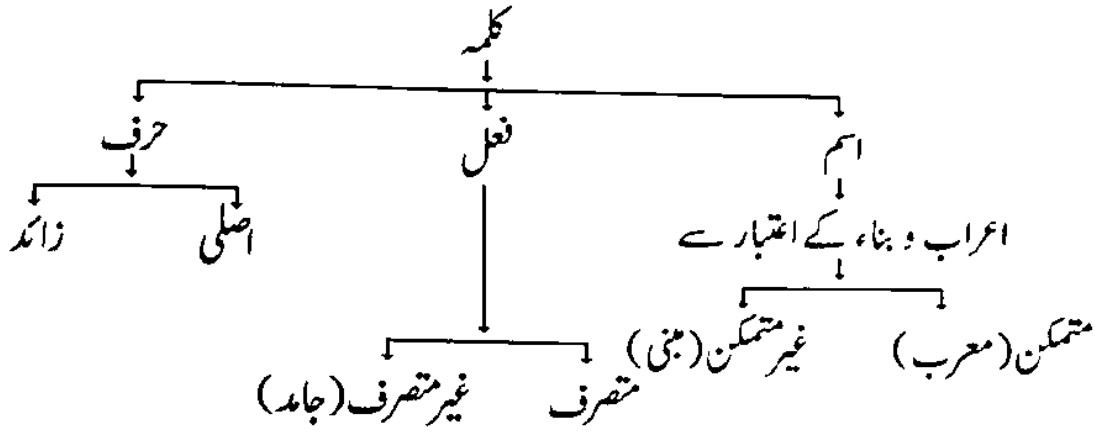 کلمہ
اسم
فعل
حرف
اعراب و بناء کے اعتبار سے
اصلی
زائد
متمکن (معرب)
غیر متمکن (مبنی)
متصرف
غیر متصرف (جامد)